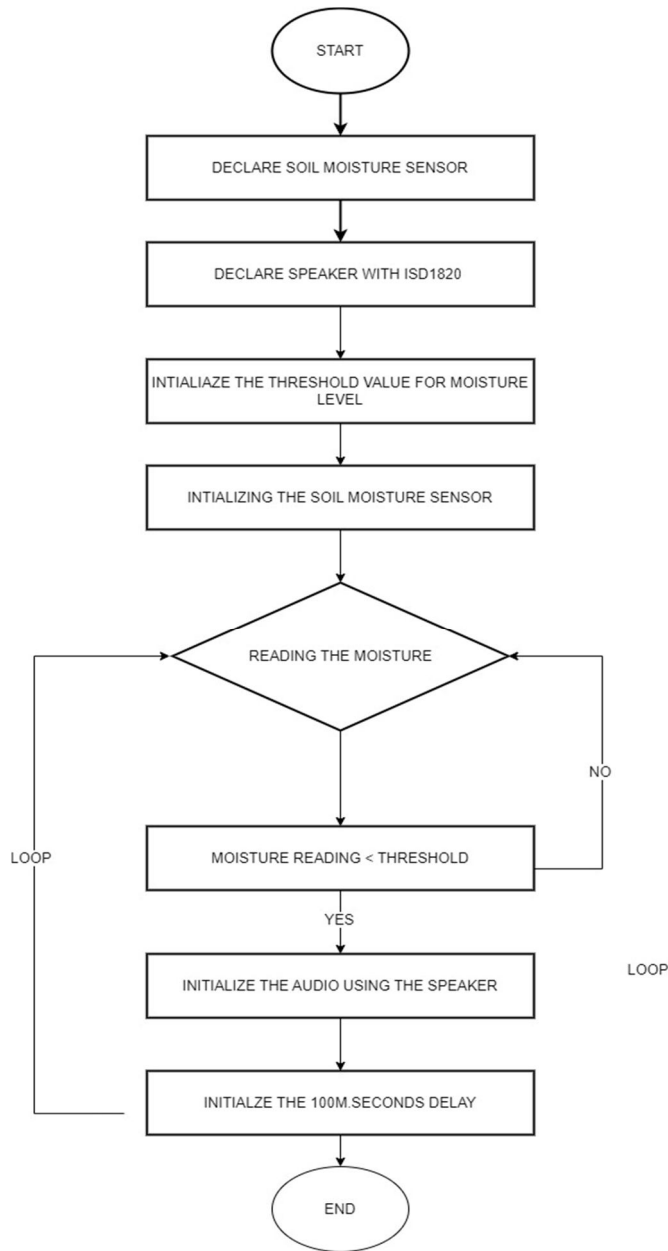 START
DECLARE SOIL MOISTURE SENSOR
DECLARE SPEAKER WITH ISD1820
INTIALIAZE THE THRESHOLD VALUE FOR MOISTURE
LEVEL
INTIALIZING THE SOIL MOISTURE SENSOR
READING THE MOISTURE
NO
LOOP
MOISTURE READING < THRESHOLD
YES
INITIALIZE THE AUDIO USING THE SPEAKER
LOOP
INITIALZE THE 100M.SECONDS DELAY
END